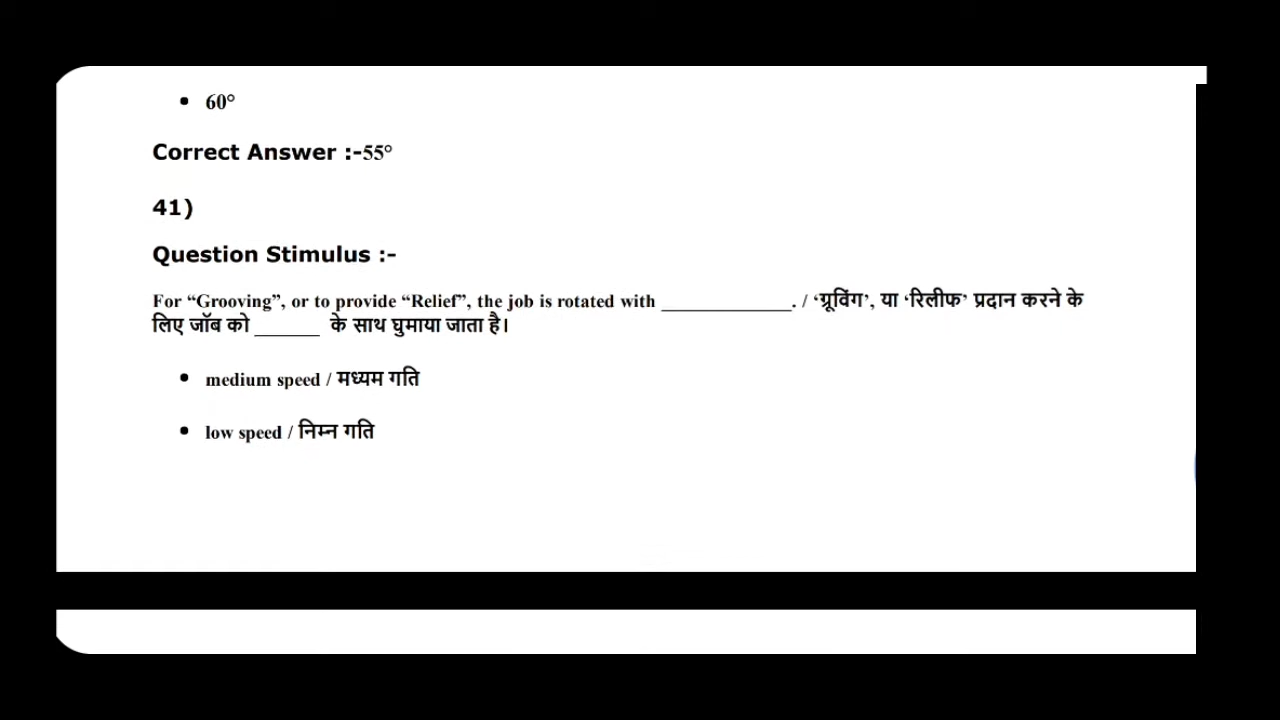 • 60°
Correct Answer :-55°
41)
Question Stimulus :-
For “Grooving”, or to provide “Relief”, the job is rotated with ______________. / ‘ग्रूविंग’, या ‘रिलीफ’ प्रदान करने के
लिए जॉब को _______ के साथ घुमाया जाता है।
• medium speed / मध्यम गति
• low speed / निम्न गति